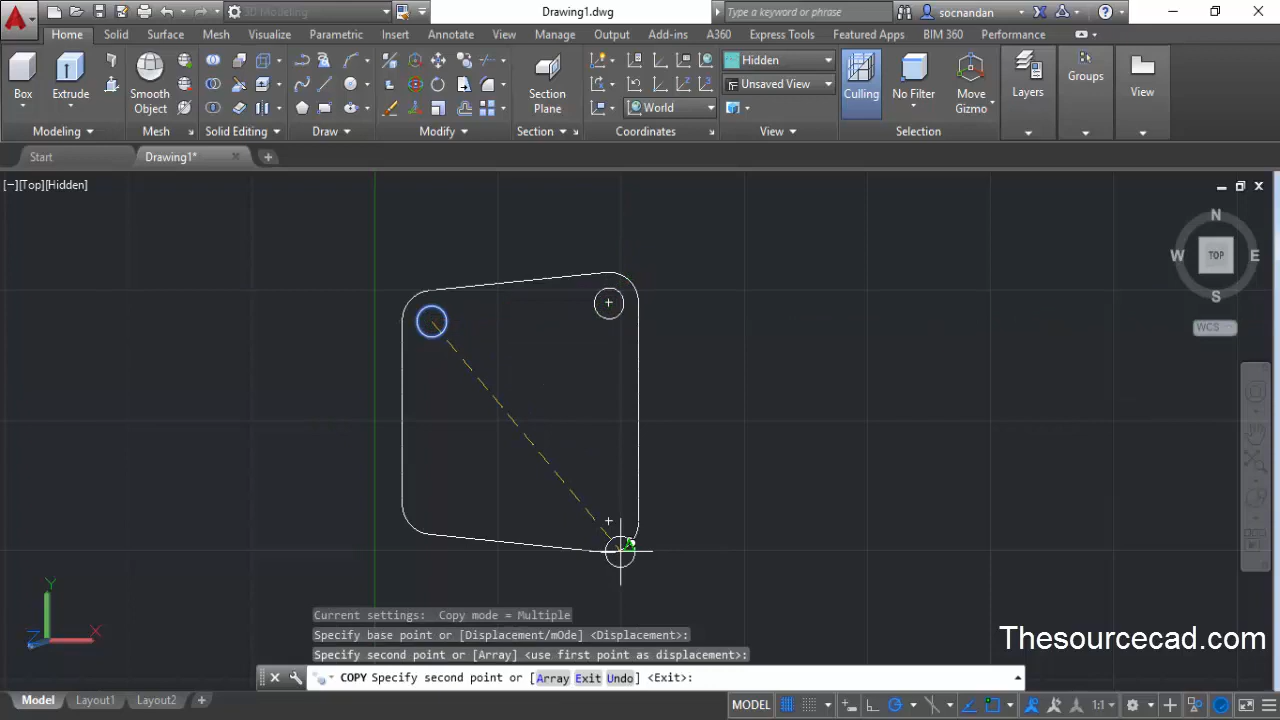 3D Modeling
Drawing1.dwg
Type a keyword or phrase
socnandan
Home Solid Surface Mesh Visualize Parametric Insert Annotate View Manage Output Add-ins A360 Express Tools Featured Apps BIM 360 Performance
Box
Extrude
Smooth
Object
Section
Plane
World
Hidden
Unsaved View
Culling
No Filter
Move
Gizmo
Layers
Groups
View
Modeling
Mesh
Solid Editing
Draw
Modify
Section
Coordinates
View
Selection
Start
Drawing1*
[−][Top][Hidden]
N
W
TOP
E
S
WCS
Y
Z
X
Current settings: Copy mode = Multiple
Specify base point or [Displacement/mOde] <Displacement>:
Specify second point or [Array] <use first point as displacement>:
COPY Specify second point or [Array Exit Undo] <Exit>:
Thesourcecad.com
Model
Layout1
Layout2
MODEL
1:1